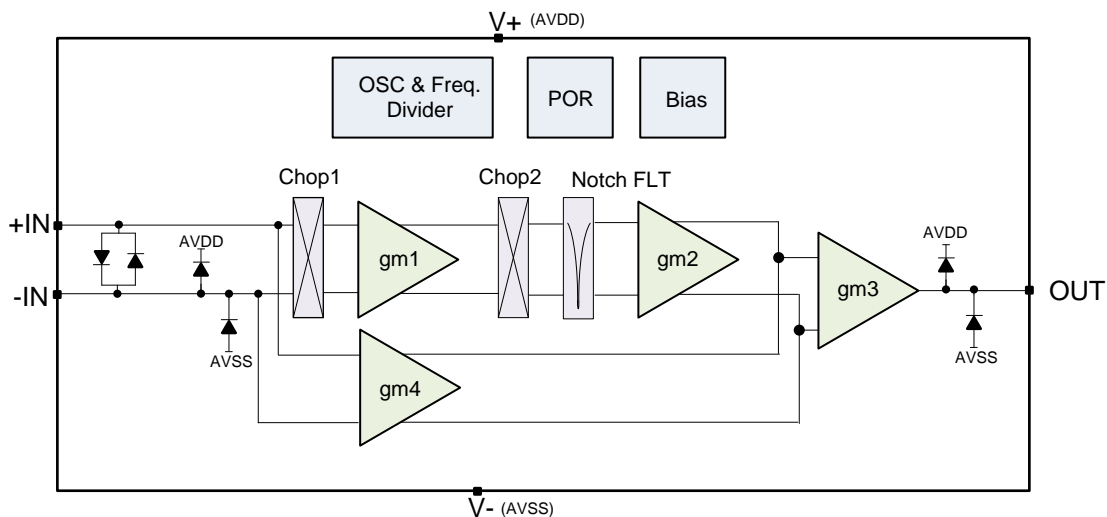 V+ (AVDD)
OSC & Freq.
Divider
POR
Bias
Chop1
Chop2
Notch FLT
+IN
AVDD
AVDD
gm1
gm2
-IN
gm3
OUT
AVSS
AVSS
gm4
V- (AVSS)